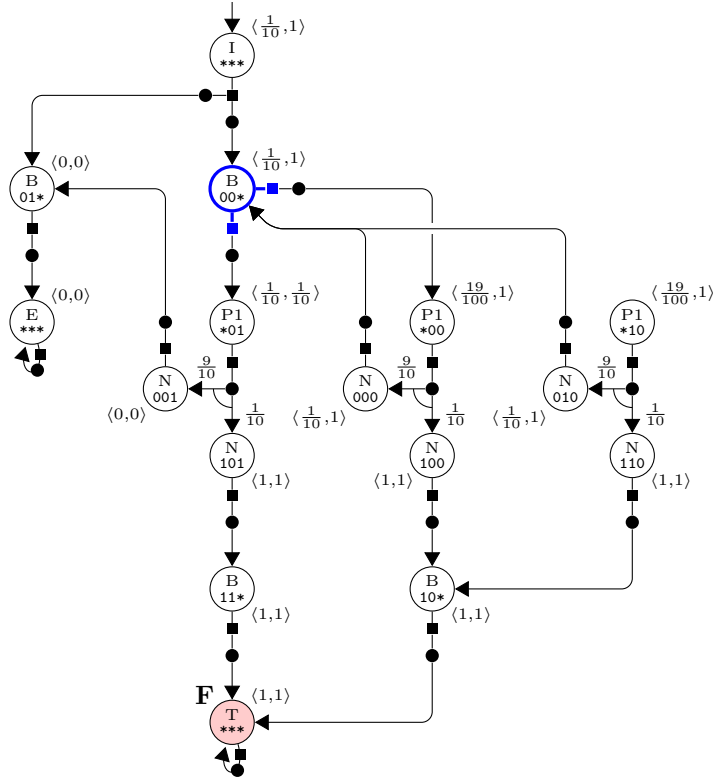 ⟨1/10,1⟩
I
***
⟨0,0⟩
B
01*
⟨1/10,1⟩
B
00*
⟨0,0⟩
E
***
⟨1/10,1/10⟩
P1
*01
⟨19/100,1⟩
P1
*00
⟨19/100,1⟩
P1
*10
9/10
9/10
9/10
N
001
N
000
N
010
⟨0,0⟩
1/10
⟨1/10,1⟩
1/10
⟨1/10,1⟩
1/10
N
101
N
100
N
110
⟨1,1⟩
⟨1,1⟩
⟨1,1⟩
B
11*
B
10*
⟨1,1⟩
⟨1,1⟩
F
⟨1,1⟩
T
***